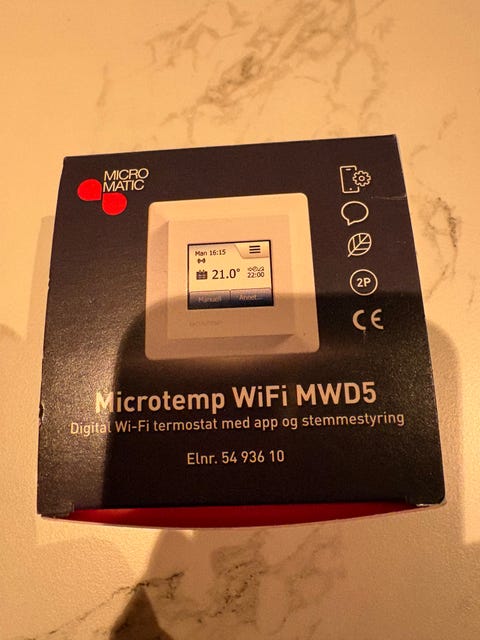 MICRO
MATIC
Man 16:15
21.0°
22:00
Manuell
Annet...
2P
CE
Microtemp WiFi MWD5
Digital Wi-Fi termostat med app og stemmestyring
Elnr. 54 936 10